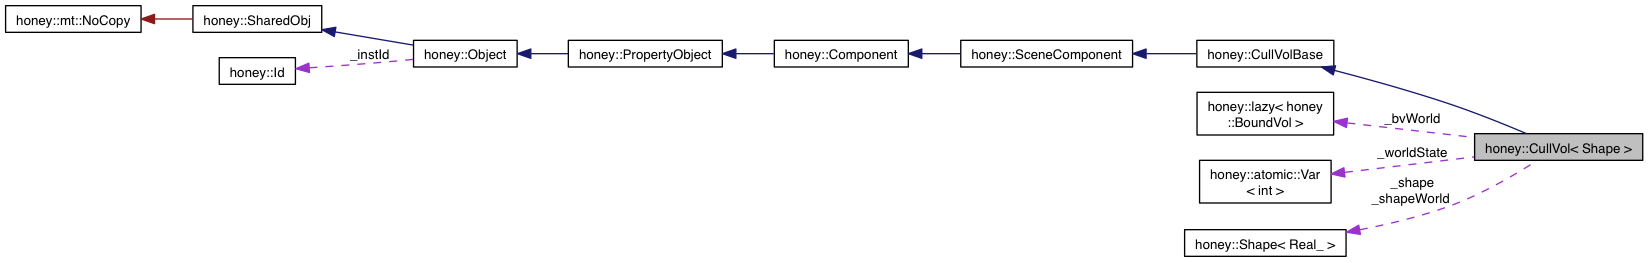 honey::mt::NoCopy
honey::SharedObj
honey::Id
_instId
honey::Object
honey::PropertyObject
honey::Component
honey::SceneComponent
honey::CullVolBase
honey::lazy< honey
::BoundVol >
_bvWorld
honey::CullVol< Shape >
honey::atomic::Var
< int >
_worldState
_shape
_shapeWorld
honey::Shape< Real_ >